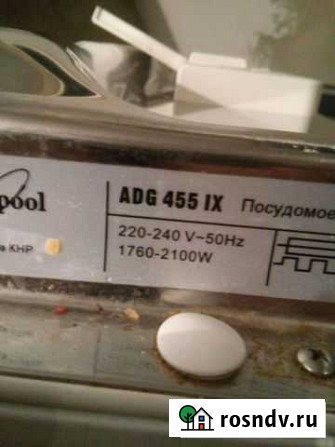 pool
ADG 455 IX Посудомое
220-240 V~50Hz
КНР
1760-2100W
rosndv.ru